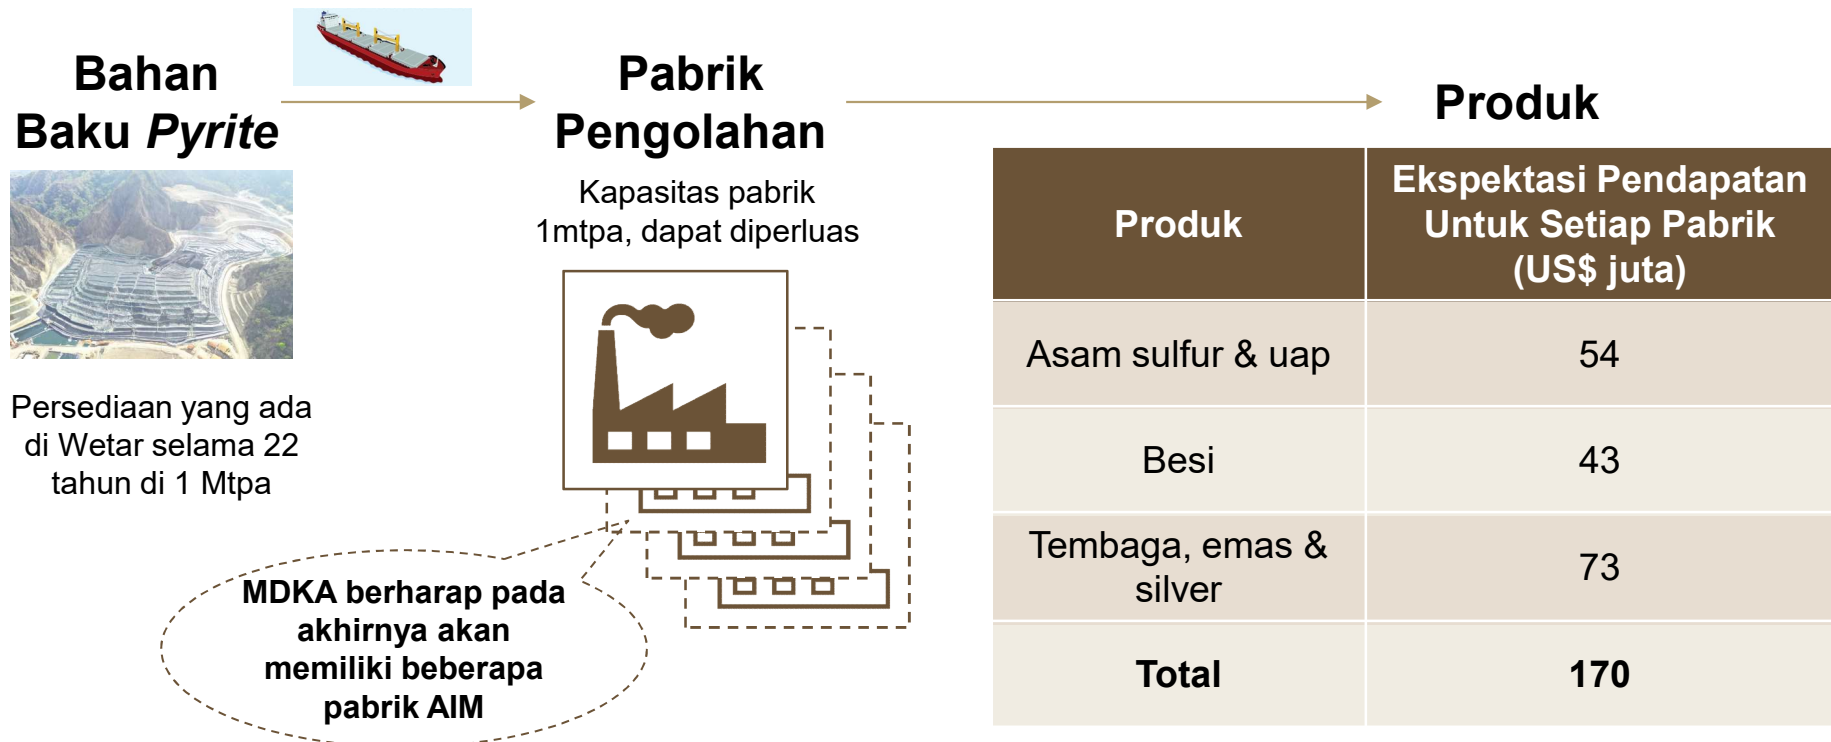 Bahan
Baku Pyrite
Persediaan yang ada
di Wetar selama 22
tahun di 1 Mtpa
Pabrik
Pengolahan
Kapasitas pabrik
1mtpa, dapat diperluas
MDKA berharap pada
akhirnya akan
memiliki beberapa
pabrik AIM
Produk
Produk
Ekspektasi Pendapatan
Untuk Setiap Pabrik
(US$ juta)
Asam sulfur & uap
54
Besi
43
Tembaga, emas &
silver
73
Total
170